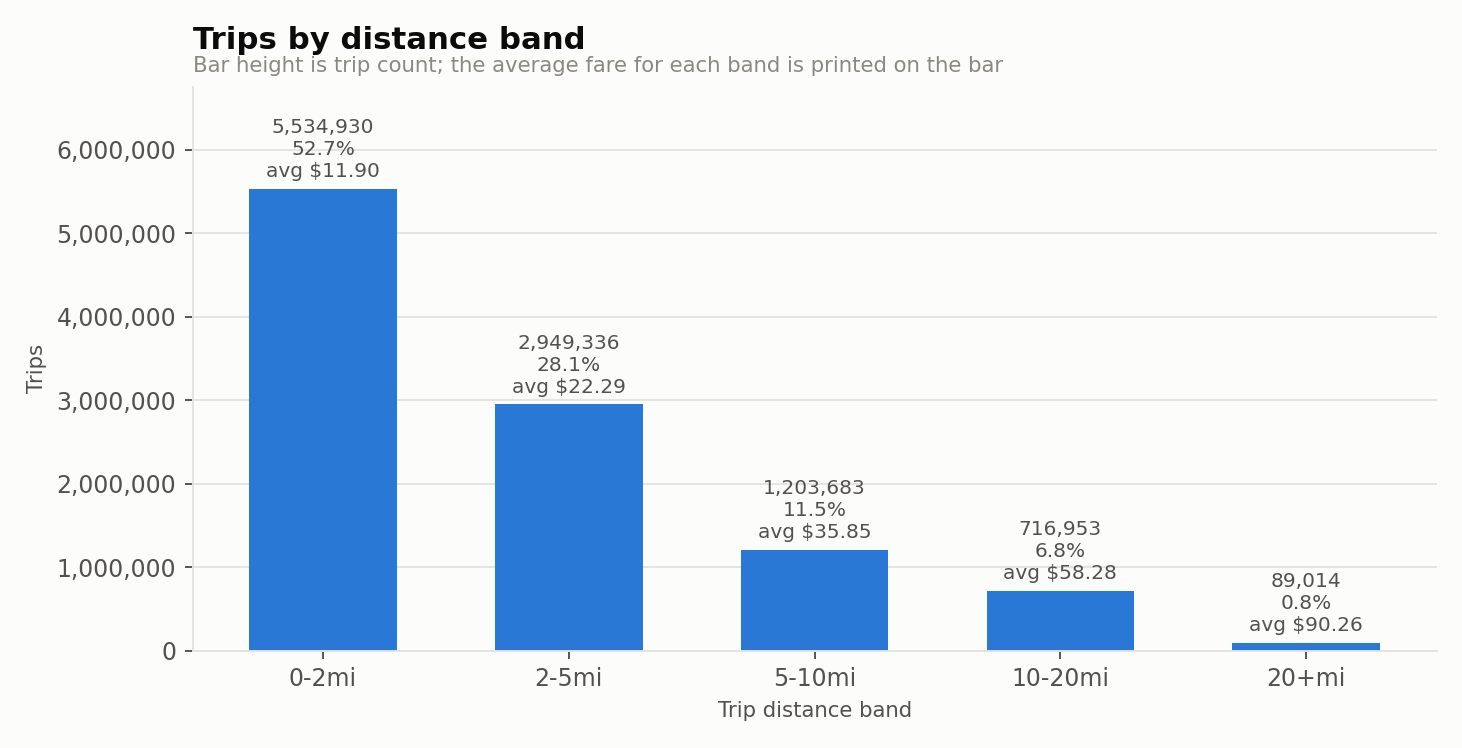 Trips by distance band
Bar height is trip count; the average fare for each band is printed on the bar
Trips
6,000,000
5,000,000
4,000,000
3,000,000
2,000,000
1,000,000
0
5,534,930
52.7%
avg $11.90
2,949,336
28.1%
avg $22.29
1,203,683
11.5%
avg $35.85
716,953
6.8%
avg $58.28
89,014
0.8%
avg $90.26
0-2mi
2-5mi
5-10mi
10-20mi
20+mi
Trip distance band